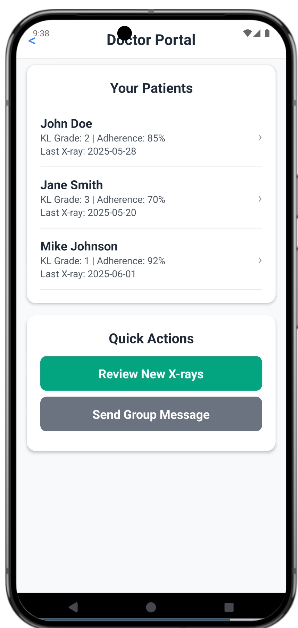 9:38
< Doctor Portal
Your Patients
John Doe
KL Grade: 2 | Adherence: 85%
Last X-ray: 2025-05-28
›
Jane Smith
KL Grade: 3 | Adherence: 70%
Last X-ray: 2025-05-20
›
Mike Johnson
KL Grade: 1 | Adherence: 92%
Last X-ray: 2025-06-01
›
Quick Actions
Review New X-rays
Send Group Message